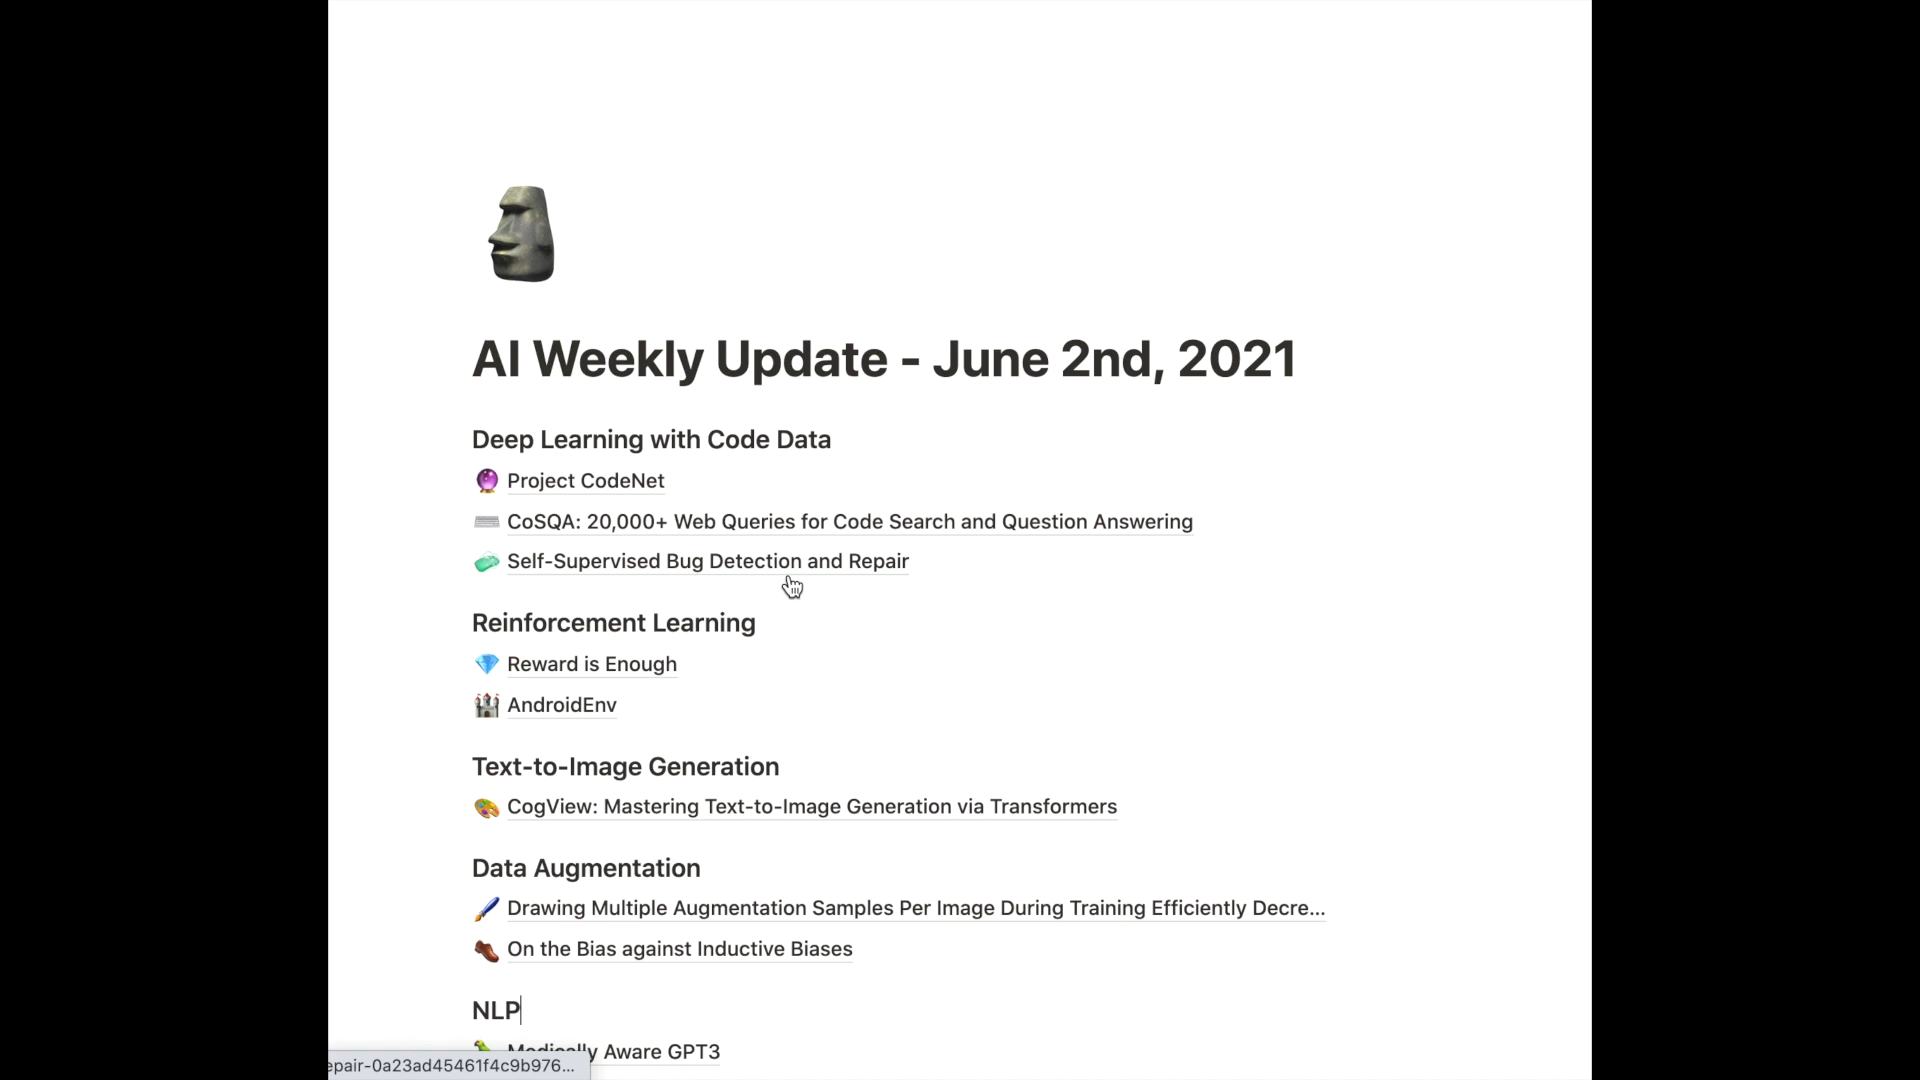 AI Weekly Update - June 2nd, 2021
Deep Learning with Code Data
Project CodeNet
CoSQA: 20,000+ Web Queries for Code Search and Question Answering
Self-Supervised Bug Detection and Repair
Reinforcement Learning
Reward is Enough
AndroidEnv
Text-to-Image Generation
CogView: Mastering Text-to-Image Generation via Transformers
Data Augmentation
Drawing Multiple Augmentation Samples Per Image During Training Efficiently Decre...
On the Bias against Inductive Biases
NLP
Medically Aware GPT3
epair-0a23ad45461f4c9b976...